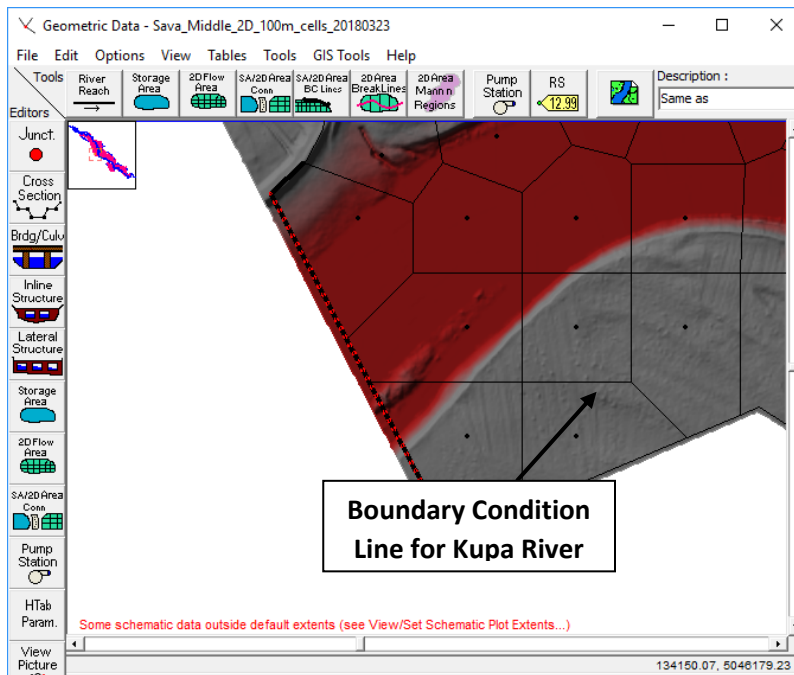 Geometric Data - Sava_Middle_2D_100m_cells_20180323
File Edit Options View Tables Tools GIS Tools Help
Tools
Editors
River
Reach
Storage
Area
2D Flow
Area
SA/2D Area
Conn
SA/2D Area
BC Lines
2D Area
BreakLines
2D Area
Mann n
Regions
Pump
Station
RS
12.99
Description :
Same as
Junct.
Cross
Section
Brdg/Culv
Inline
Structure
Lateral
Structure
Storage
Area
2D Flow
Area
SA/2D Area
Conn
Pump
Station
HTab
Param.
View
Picture
Boundary Condition
Line for Kupa River
Some schematic data outside default extents (see View/Set Schematic Plot Extents...)
134150.07, 5046179.23